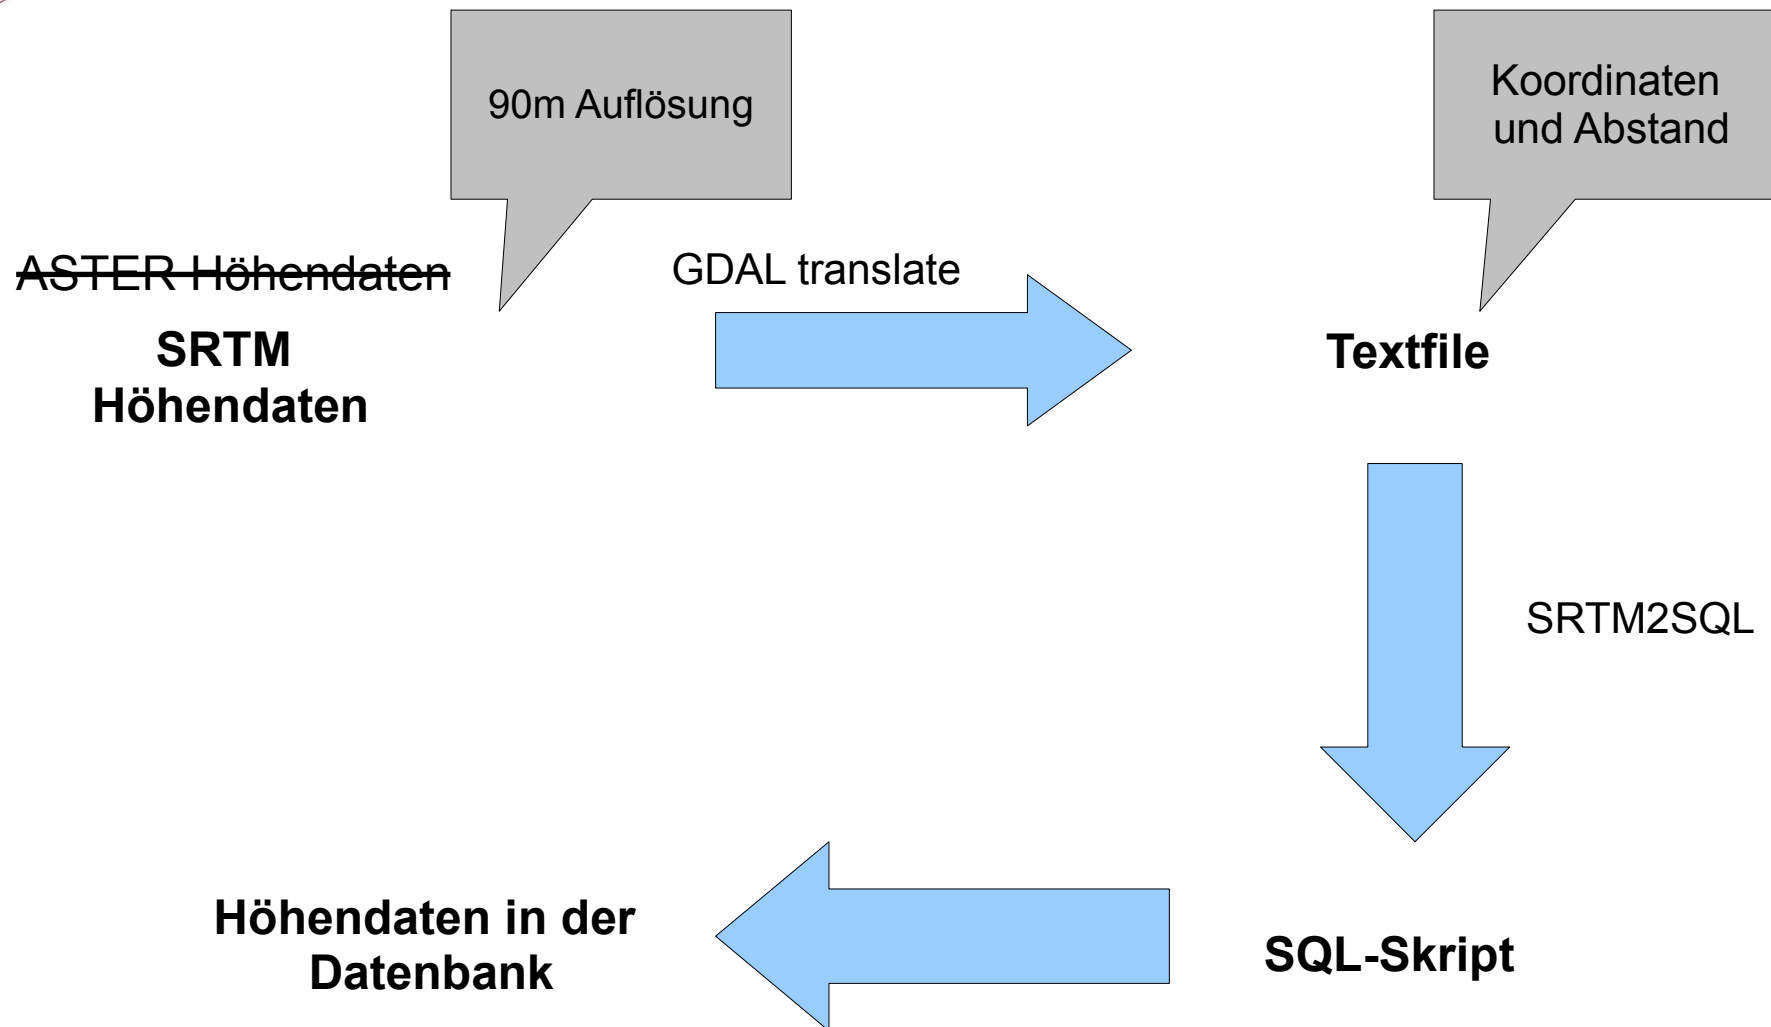 90m Auflösung
Koordinaten
und Abstand
ASTER Höhendaten
GDAL translate
SRTM
Höhendaten
Textfile
SRTM2SQL
Höhendaten in der
Datenbank
SQL-Skript